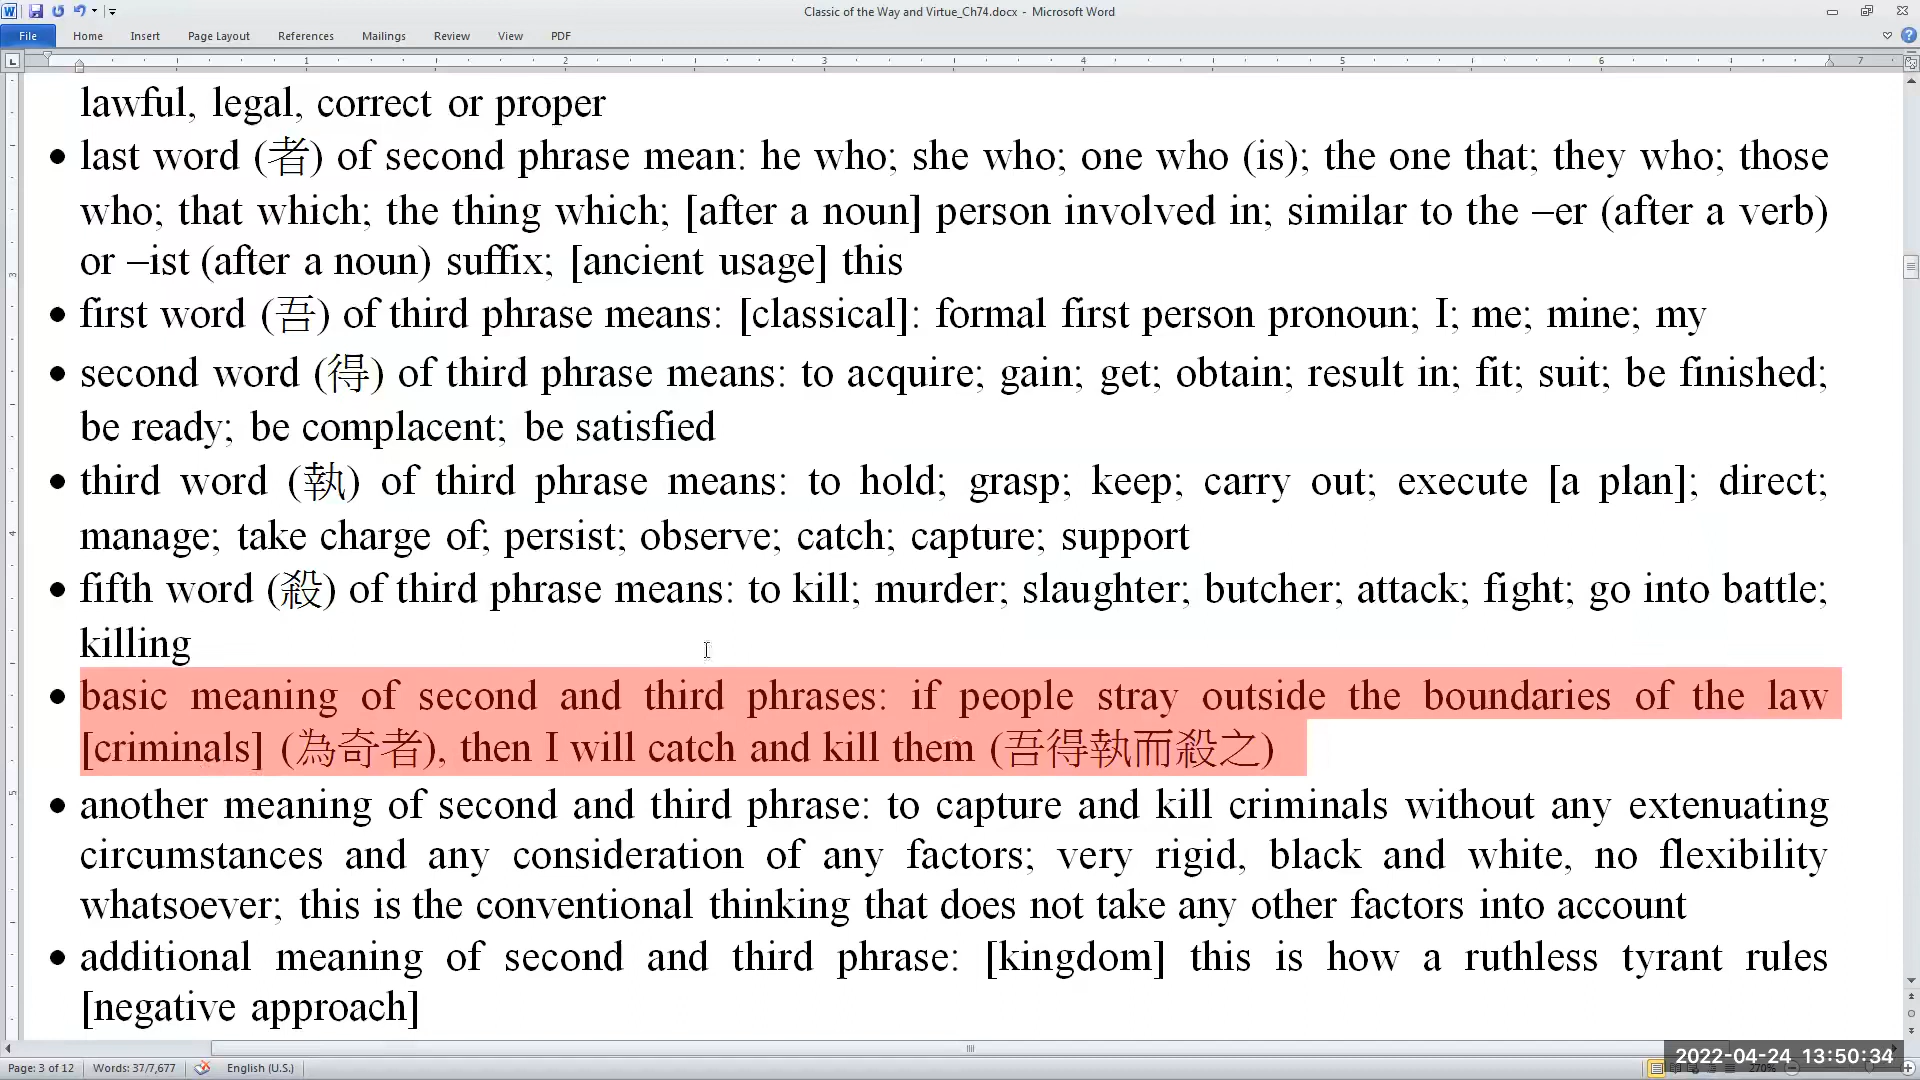 Classic of the Way and Virtue_Ch74.docx - Microsoft Word
File Home Insert Page Layout References Mailings Review View PDF
1 2 3 4 5 6 7
lawful, legal, correct or proper
• last word (者) of second phrase mean: he who; she who; one who (is); the one that; they who; those
who; that which; the thing which; [after a noun] person involved in; similar to the –er (after a verb)
or –ist (after a noun) suffix; [ancient usage] this
• first word (吾) of third phrase means: [classical]: formal first person pronoun; I; me; mine; my
• second word (得) of third phrase means: to acquire; gain; get; obtain; result in; fit; suit; be finished;
be ready; be complacent; be satisfied
• third word (執) of third phrase means: to hold; grasp; keep; carry out; execute [a plan]; direct;
manage; take charge of; persist; observe; catch; capture; support
• fifth word (殺) of third phrase means: to kill; murder; slaughter; butcher; attack; fight; go into battle;
killing
• basic meaning of second and third phrases: if people stray outside the boundaries of the law
[criminals] (為奇者), then I will catch and kill them (吾得執而殺之)
• another meaning of second and third phrase: to capture and kill criminals without any extenuating
circumstances and any consideration of any factors; very rigid, black and white, no flexibility
whatsoever; this is the conventional thinking that does not take any other factors into account
• additional meaning of second and third phrase: [kingdom] this is how a ruthless tyrant rules
[negative approach]
2022-04-24 13:50:34
Page: 3 of 12 Words: 37/7,677 English (U.S.) 270%